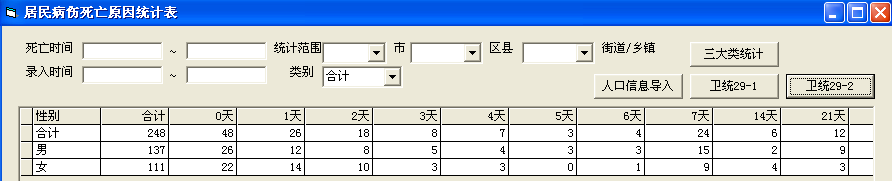 居民病伤死亡原因统计表
死亡时间 ~ 统计范围 市 区县 街道/乡镇 三大类统计
录入时间 ~ 类别 合计 人口信息导入 卫统29-1 卫统29-2
性别 合计 0天 1天 2天 3天 4天 5天 6天 7天 14天 21天
合计 248 48 26 18 8 7 3 4 24 6 12
男 137 26 12 8 5 4 3 3 15 2 9
女 111 22 14 10 3 3 0 1 9 4 3